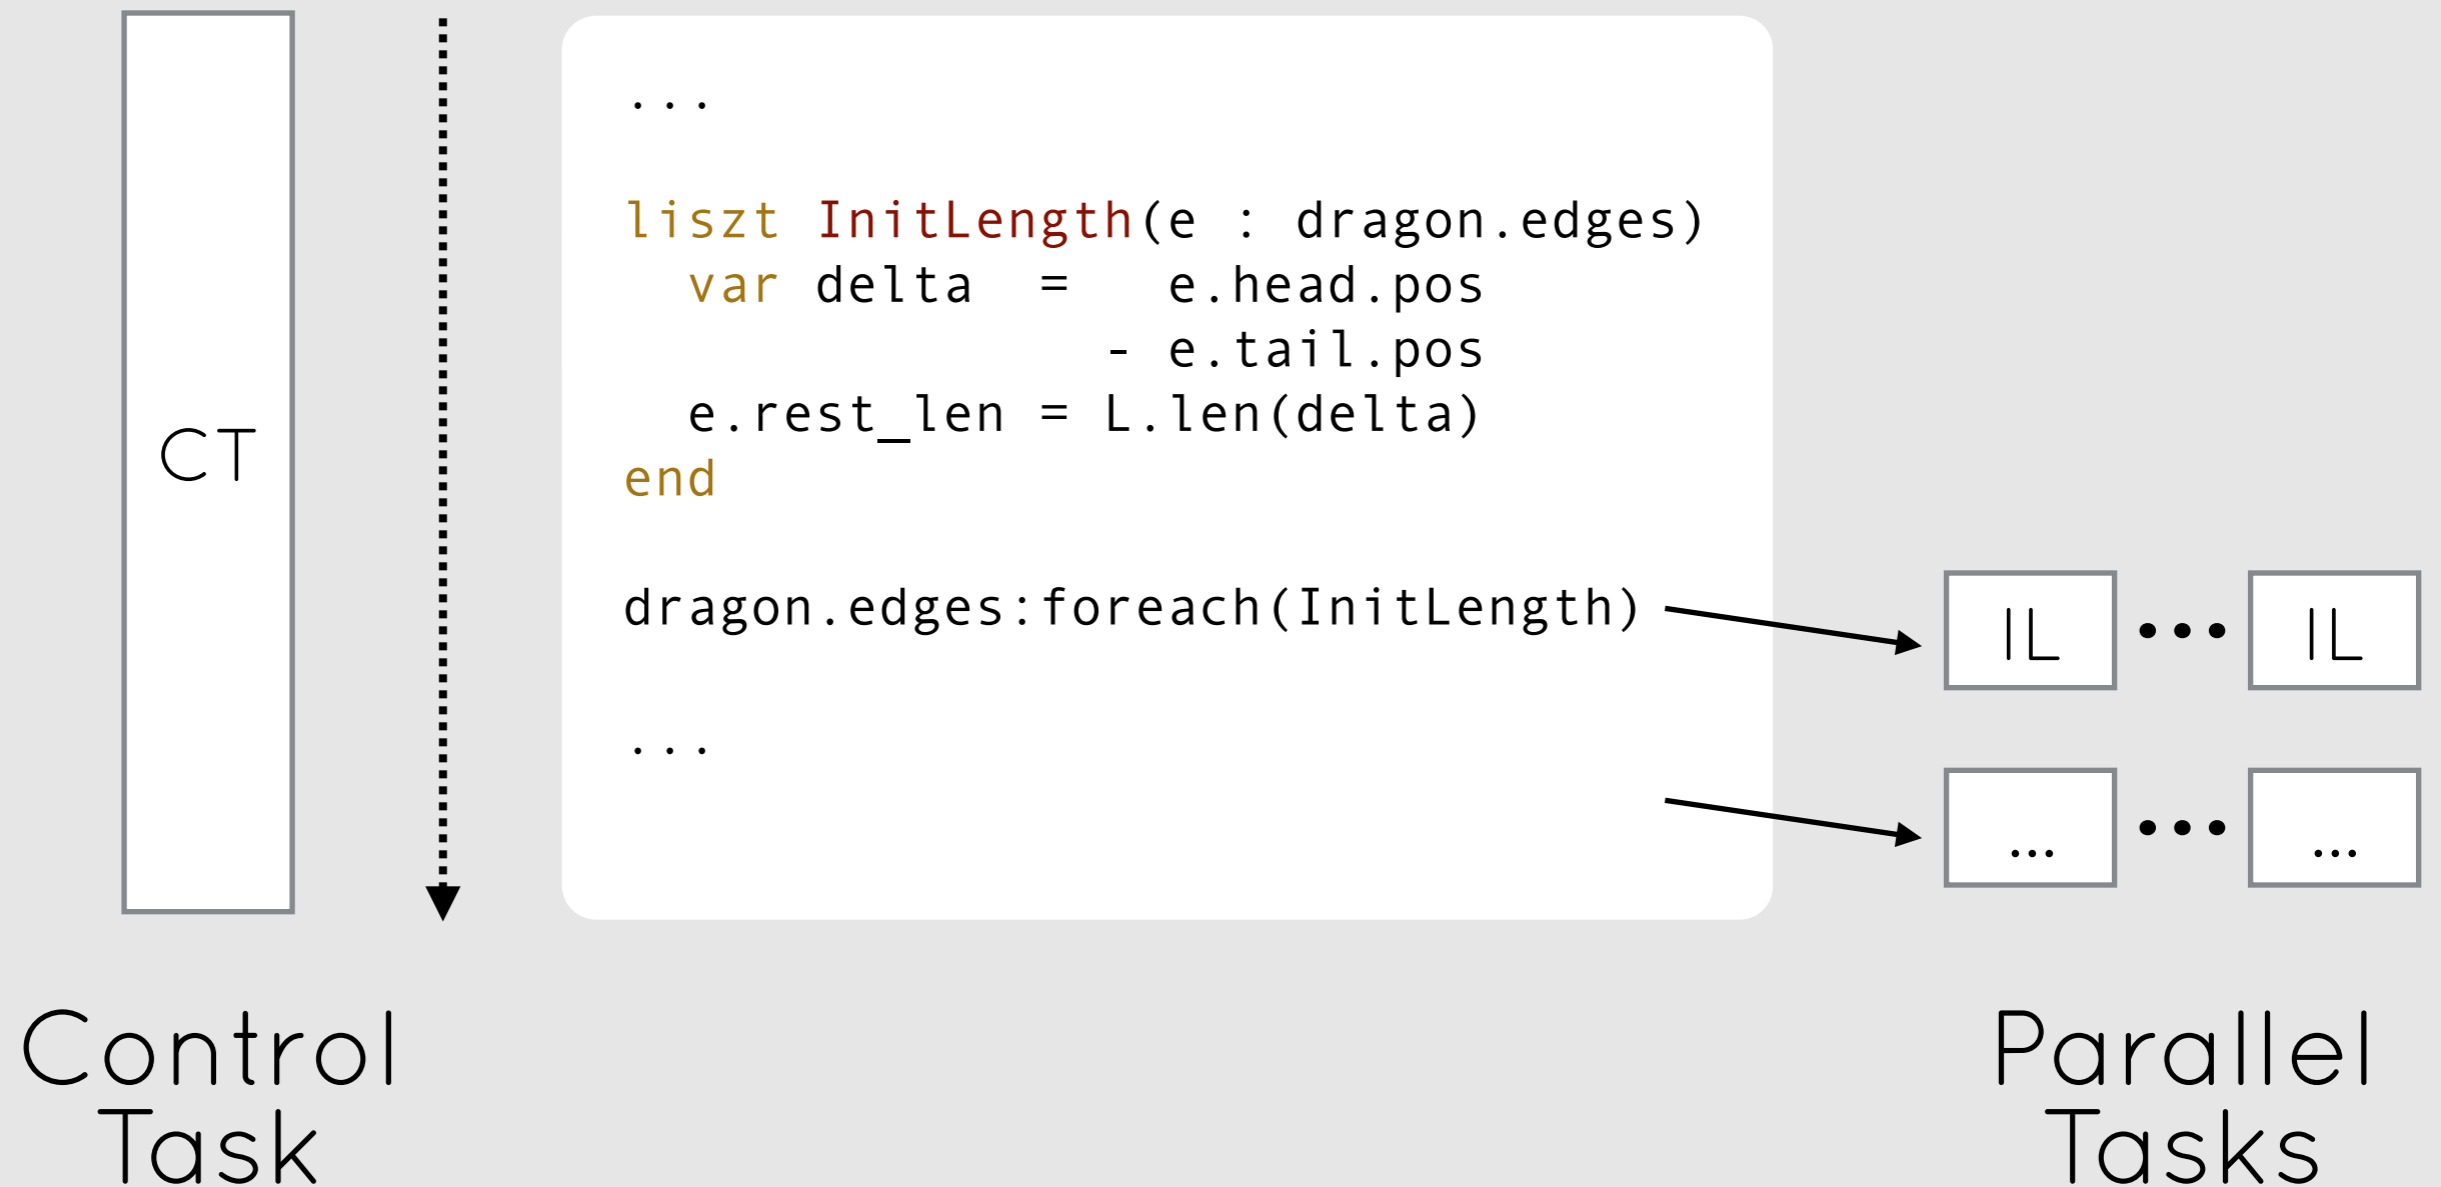 CT
...
liszt InitLength(e : dragon.edges)
  var delta  =   e.head.pos
               - e.tail.pos
  e.rest_len = L.len(delta)
end
dragon.edges:foreach(InitLength)
...
IL ••• IL
... ••• ...
Control
Task
Parallel
Tasks